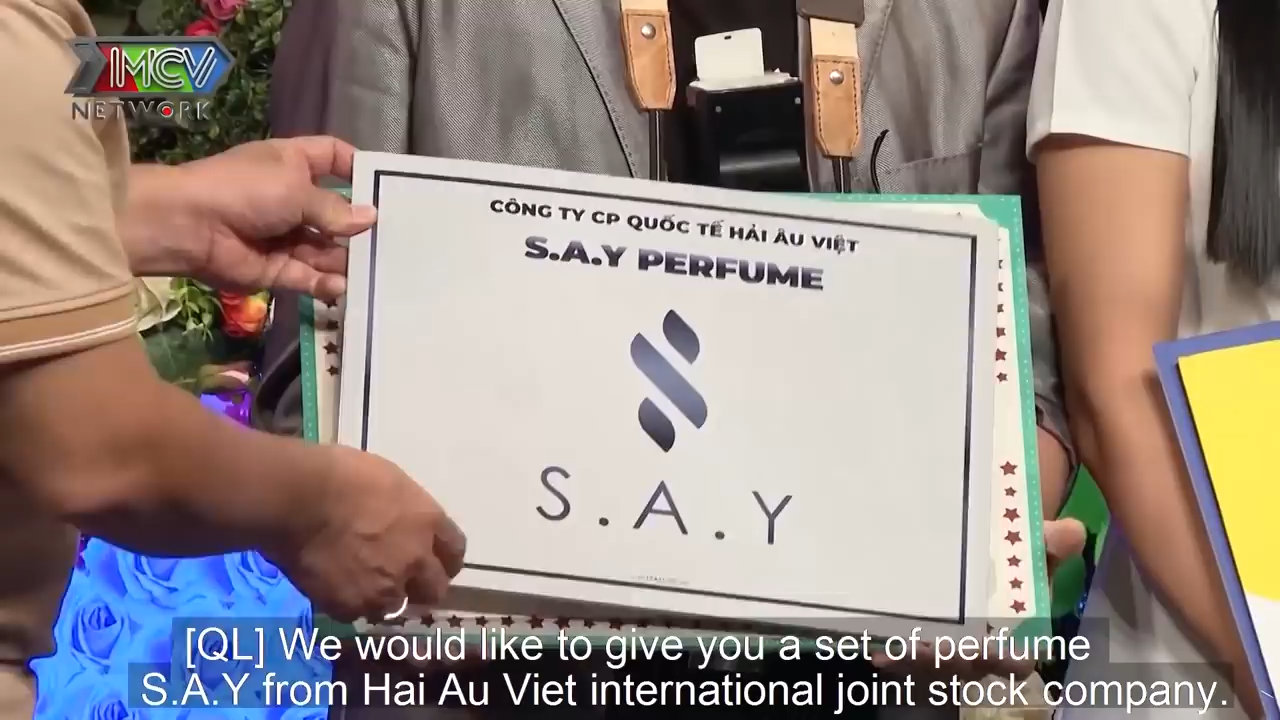 MCV
NETWORK
CÔNG TY CP QUỐC TẾ HẢI ÂU VIỆT
S.A.Y PERFUME
S.A.Y
[QL] We would like to give you a set of perfume
S.A.Y from Hai Au Viet international joint stock company.